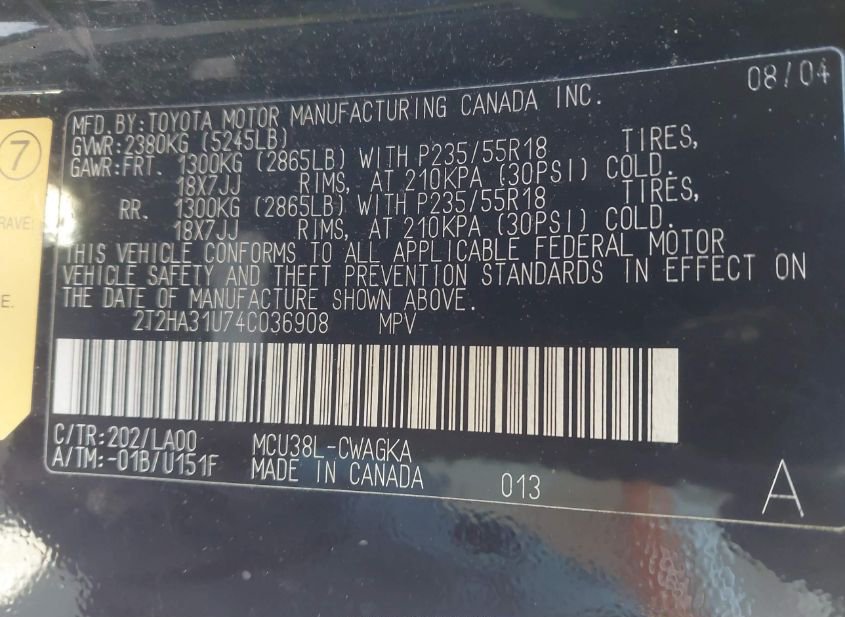 08/04
MFD.BY:TOYOTA MOTOR MANUFACTURING CANADA INC.
GVWR:2380KG (5245LB)
GAWR:FRT. 1300KG (2865LB) WITH P235/55R18 TIRES,
18X7JJ RIMS, AT 210KPA (30PSI) COLD.
RR. 1300KG (2865LB) WITH P235/55R18 TIRES,
18X7JJ RIMS, AT 210KPA (30PSI) COLD.
THIS VEHICLE CONFORMS TO ALL APPLICABLE FEDERAL MOTOR
VEHICLE SAFETY AND THEFT PREVENTION STANDARDS IN EFFECT ON
THE DATE OF MANUFACTURE SHOWN ABOVE.
2T2HA31U74C036908 MPV
C/TR:202/LA00 MCU38L-CWAGKA
A/TM:-01B/U151F MADE IN CANADA 013
A
7